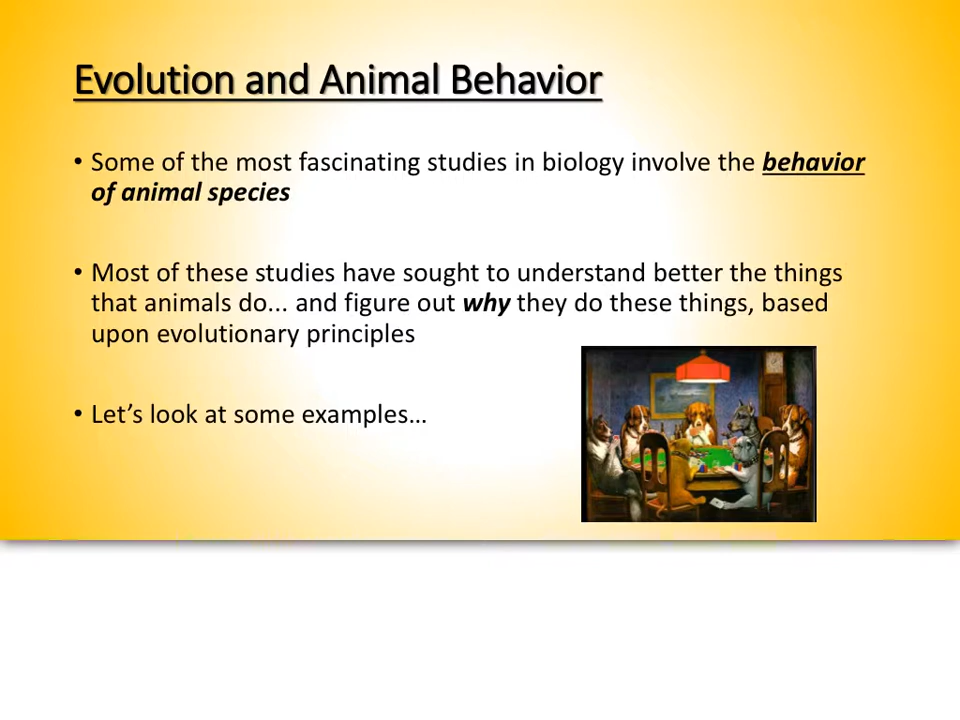 Evolution and Animal Behavior
• Some of the most fascinating studies in biology involve the behavior
of animal species
• Most of these studies have sought to understand better the things
that animals do... and figure out why they do these things, based
upon evolutionary principles
• Let’s look at some examples…